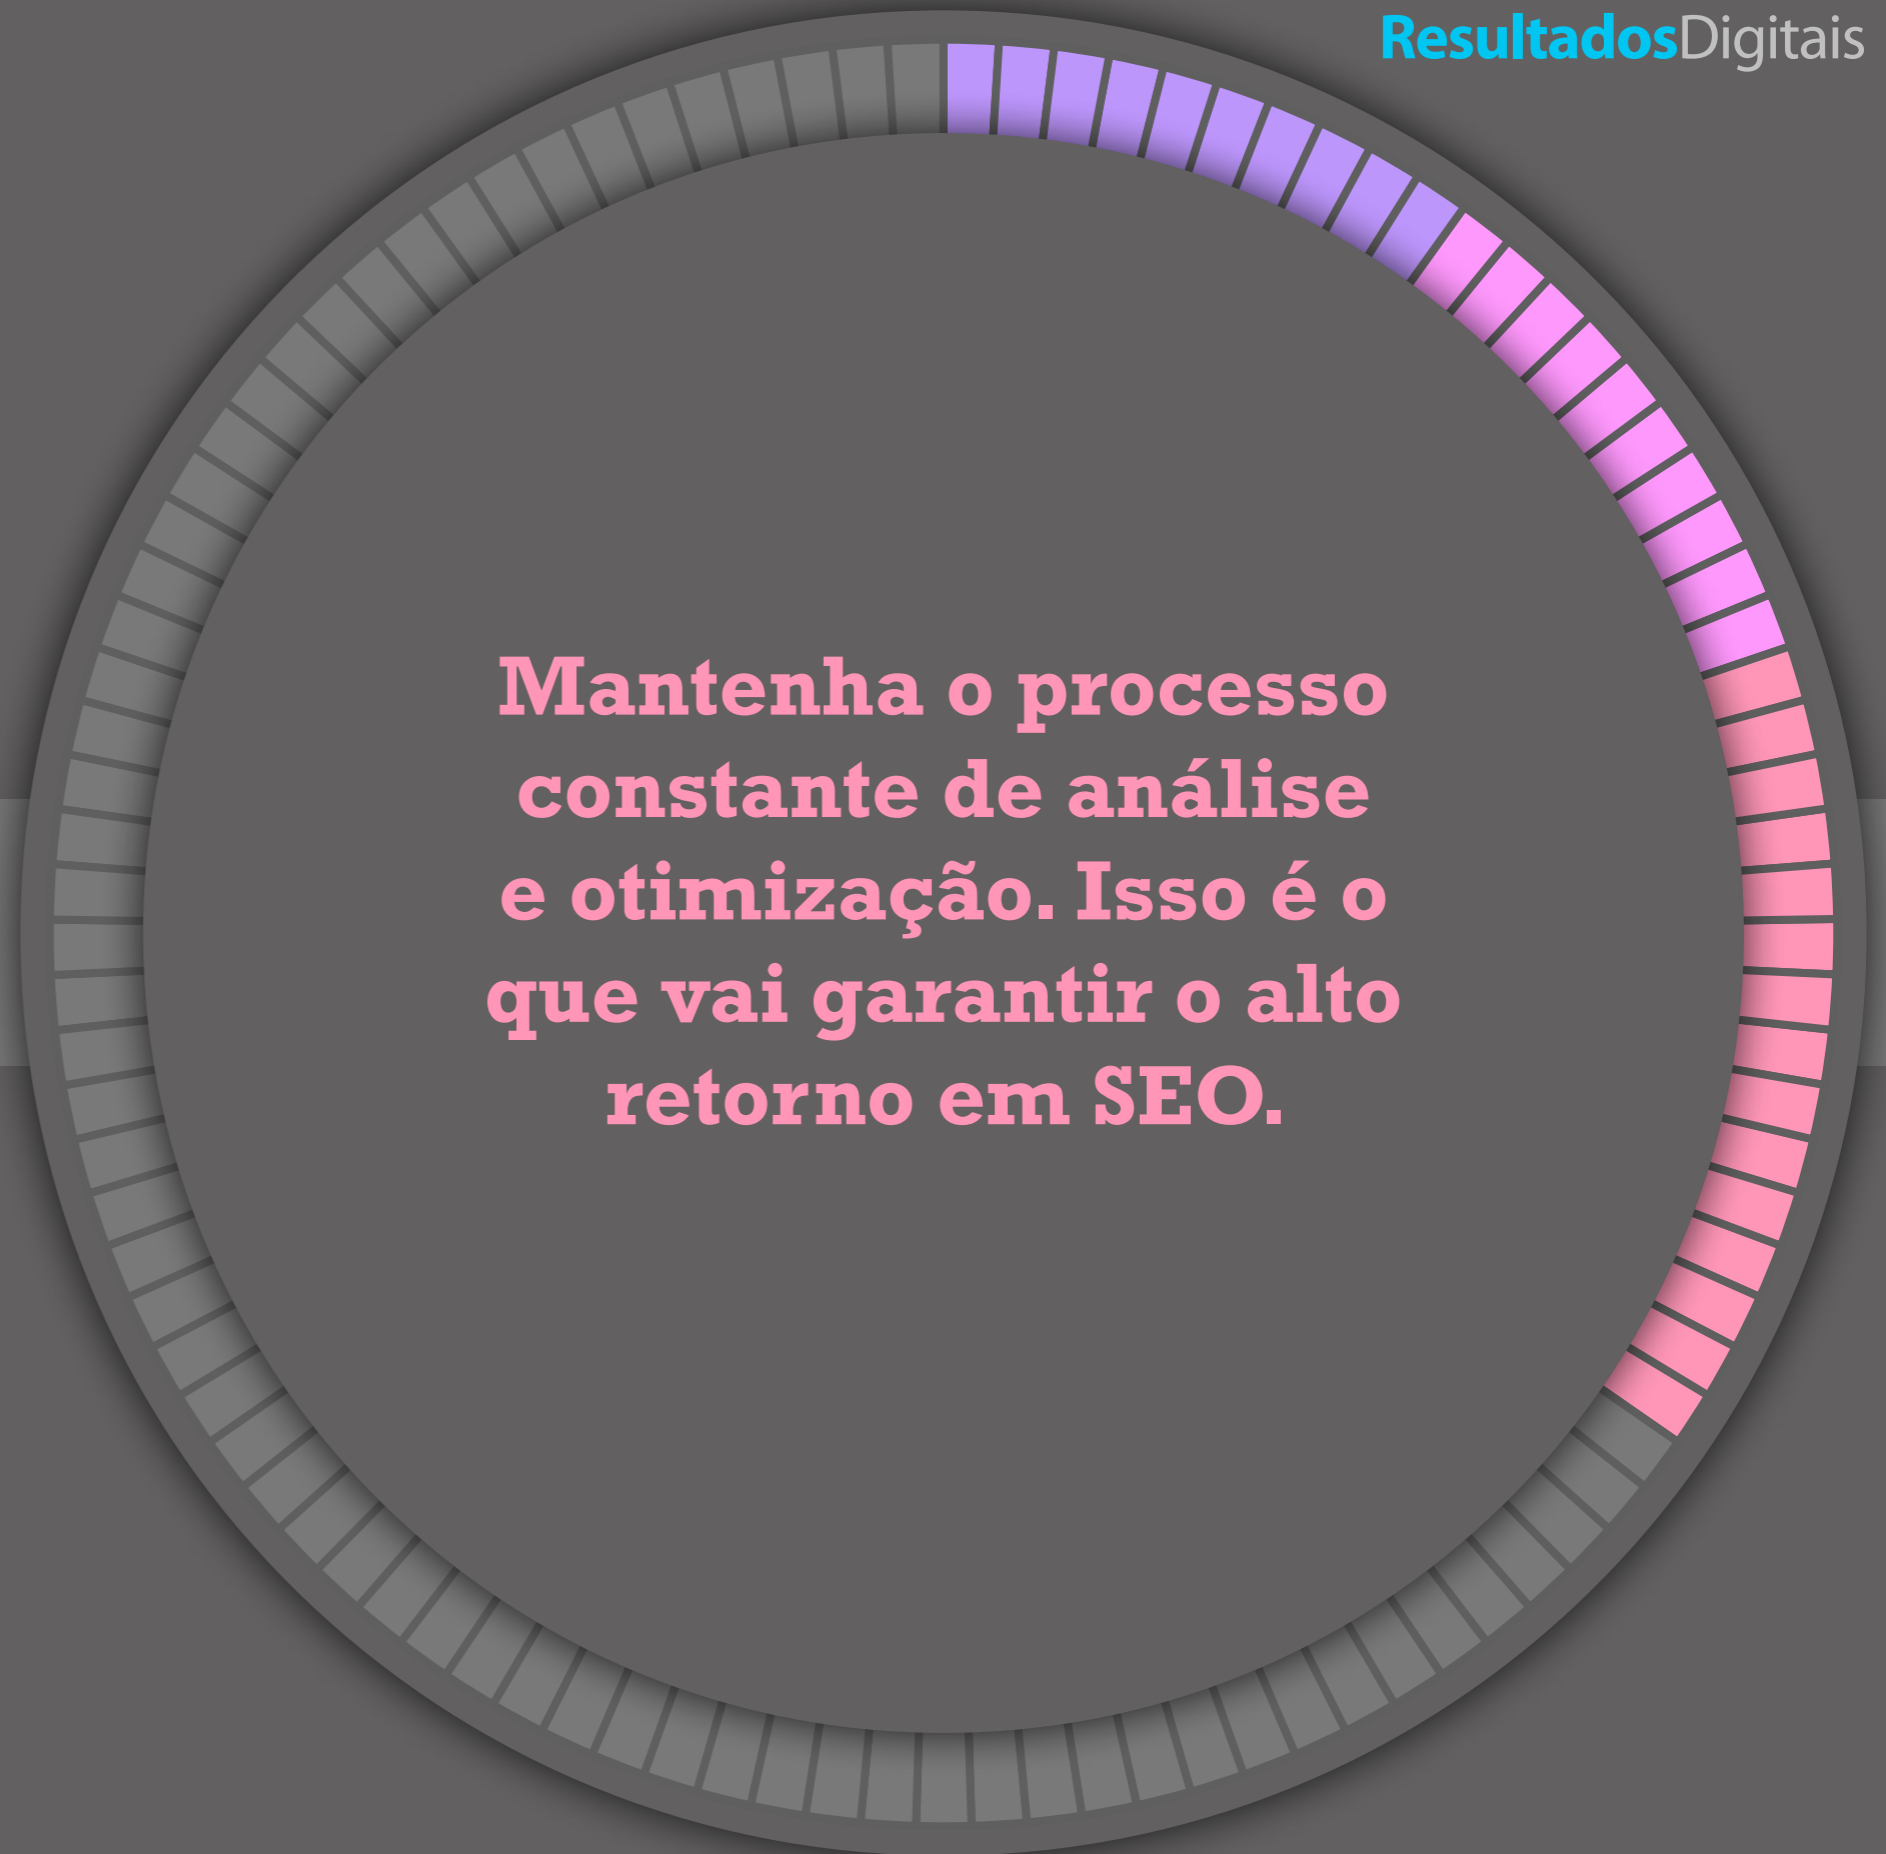 ResultadosDigitais
Mantenha o processo
constante de análise
e otimização. Isso é o
que vai garantir o alto
retorno em SEO.